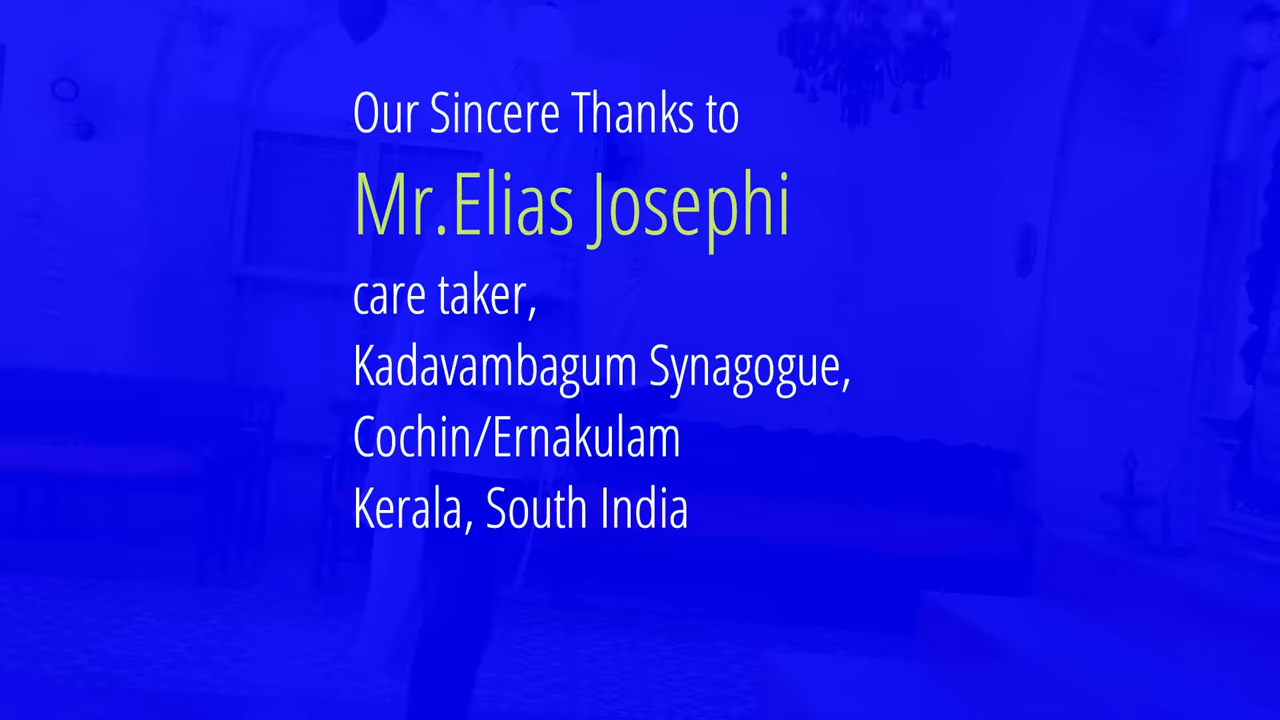 Our Sincere Thanks to
Mr.Elias Josephi
care taker,
Kadavambagum Synagogue,
Cochin/Ernakulam
Kerala, South India